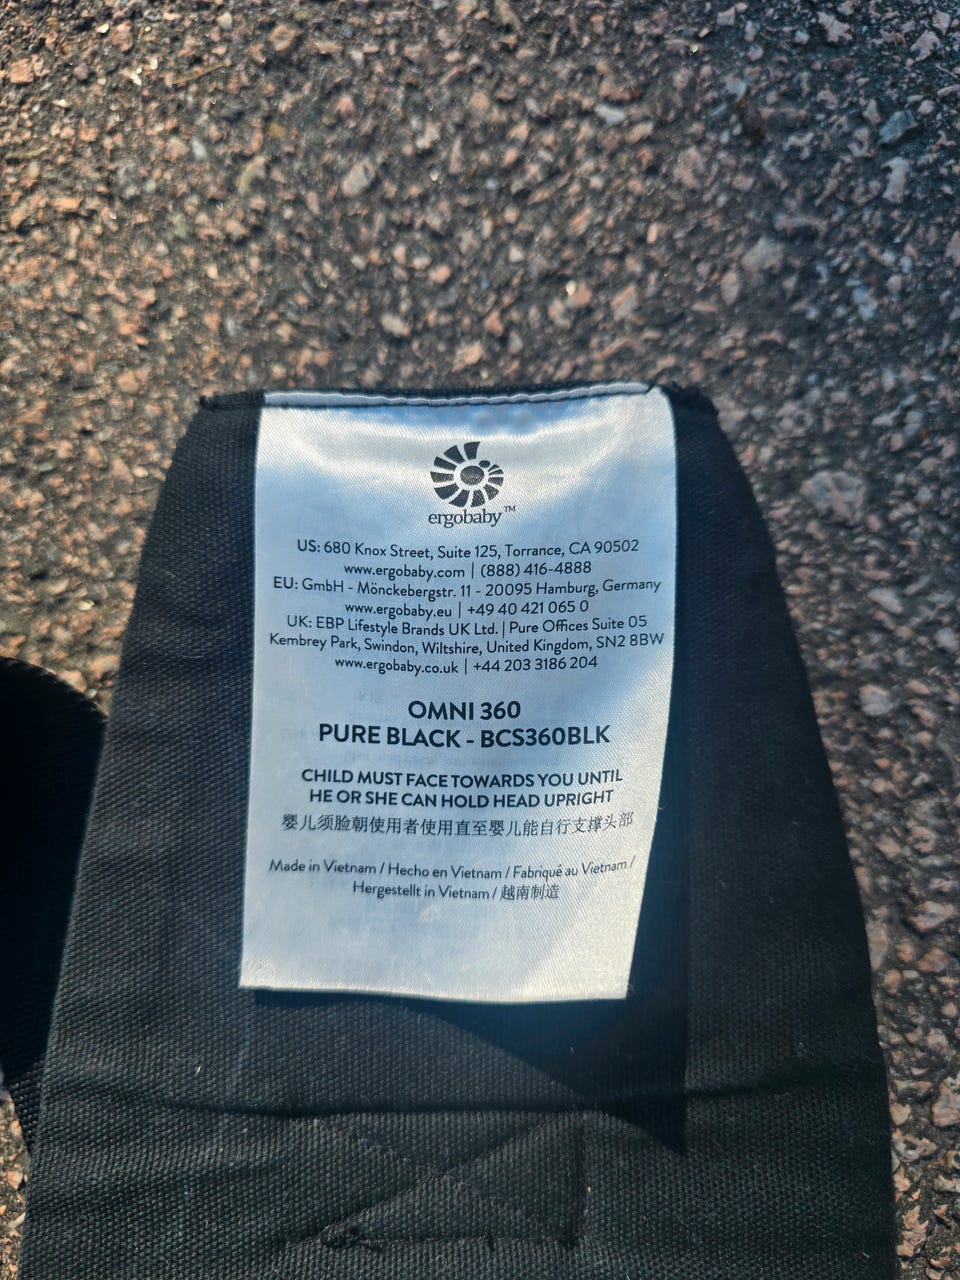 ergobaby™
US: 680 Knox Street, Suite 125, Torrance, CA 90502
www.ergobaby.com | (888) 416-4888
EU: GmbH - Mönckebergstr. 11 - 20095 Hamburg, Germany
www.ergobaby.eu | +49 40 421 065 0
UK: EBP Lifestyle Brands UK Ltd. | Pure Offices Suite 05
Kembrey Park, Swindon, Wiltshire, United Kingdom, SN2 8BW
www.ergobaby.co.uk | +44 203 3186 204
OMNI 360
PURE BLACK - BCS360BLK
CHILD MUST FACE TOWARDS YOU UNTIL
HE OR SHE CAN HOLD HEAD UPRIGHT
婴儿须脸朝使用者使用直至婴儿能自行支撑头部
Made in Vietnam / Hecho en Vietnam / Fabriqué au Vietnam /
Hergestellt in Vietnam / 越南制造